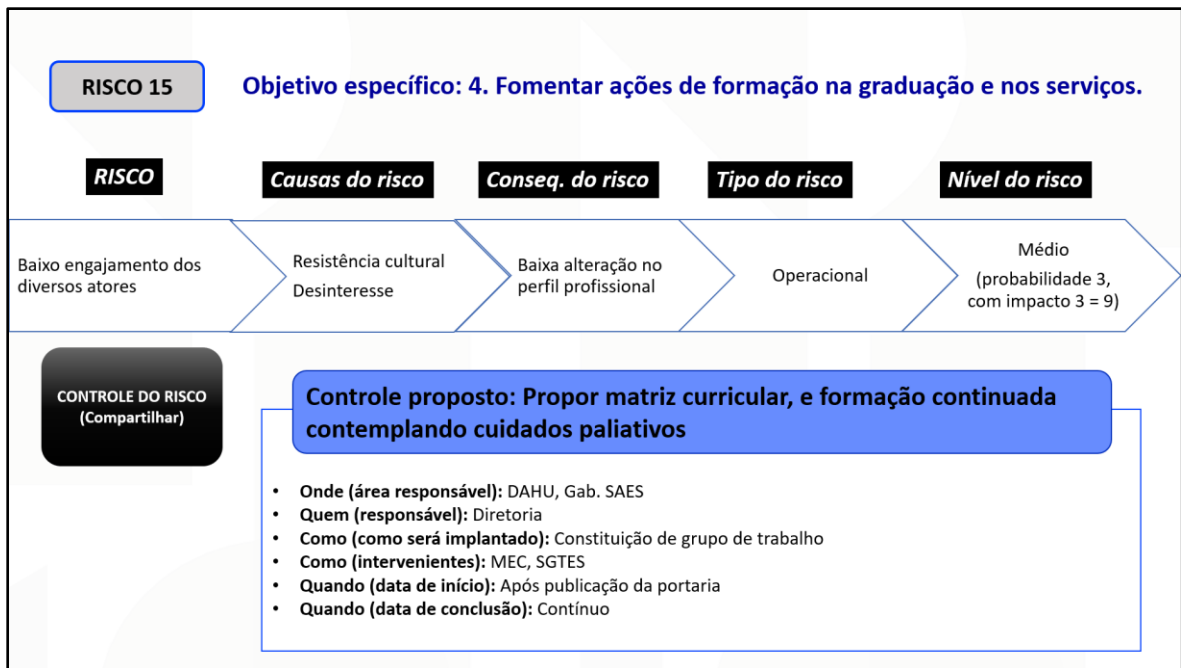 RISCO 15
Objetivo específico: 4. Fomentar ações de formação na graduação e nos serviços.
RISCO
Causas do risco
Conseq. do risco
Tipo do risco
Nível do risco
Baixo engajamento dos
diversos atores
Resistência cultural
Desinteresse
Baixa alteração no
perfil profissional
Operacional
Médio
(probabilidade 3,
com impacto 3 = 9)
CONTROLE DO RISCO
(Compartilhar)
Controle proposto: Propor matriz curricular, e formação continuada
contemplando cuidados paliativos
• Onde (área responsável): DAHU, Gab. SAES
• Quem (responsável): Diretoria
• Como (como será implantado): Constituição de grupo de trabalho
• Como (intervenientes): MEC, SGTES
• Quando (data de início): Após publicação da portaria
• Quando (data de conclusão): Contínuo